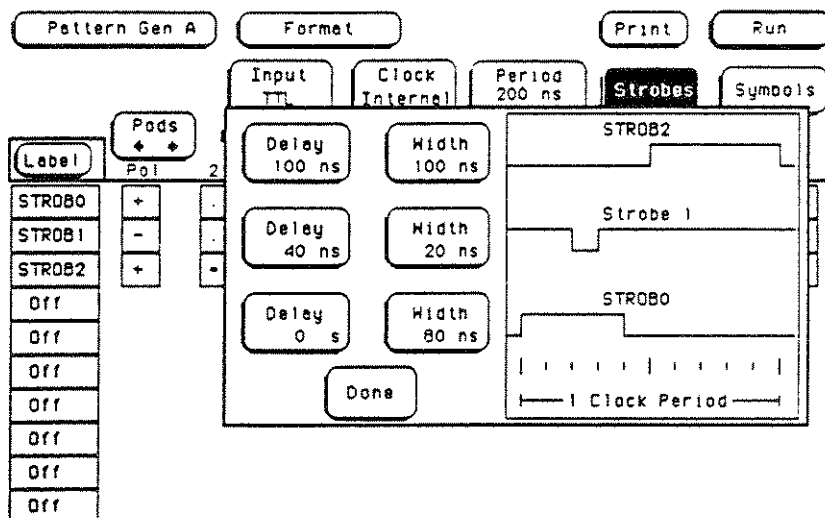 Pattern Gen A Format Print Run
Input TTL
Clock Internal
Period 200 ns
Strobes
Symbols
Label
Pods
Pol 2
STROB0 +
STROB1 -
STROB2 +
Off
Off
Off
Off
Off
Off
Off
Delay 100 ns
Width 100 ns
Delay 40 ns
Width 20 ns
Delay 0 s
Width 80 ns
Done
STROB2
Strobe 1
STROB0
1 Clock Period